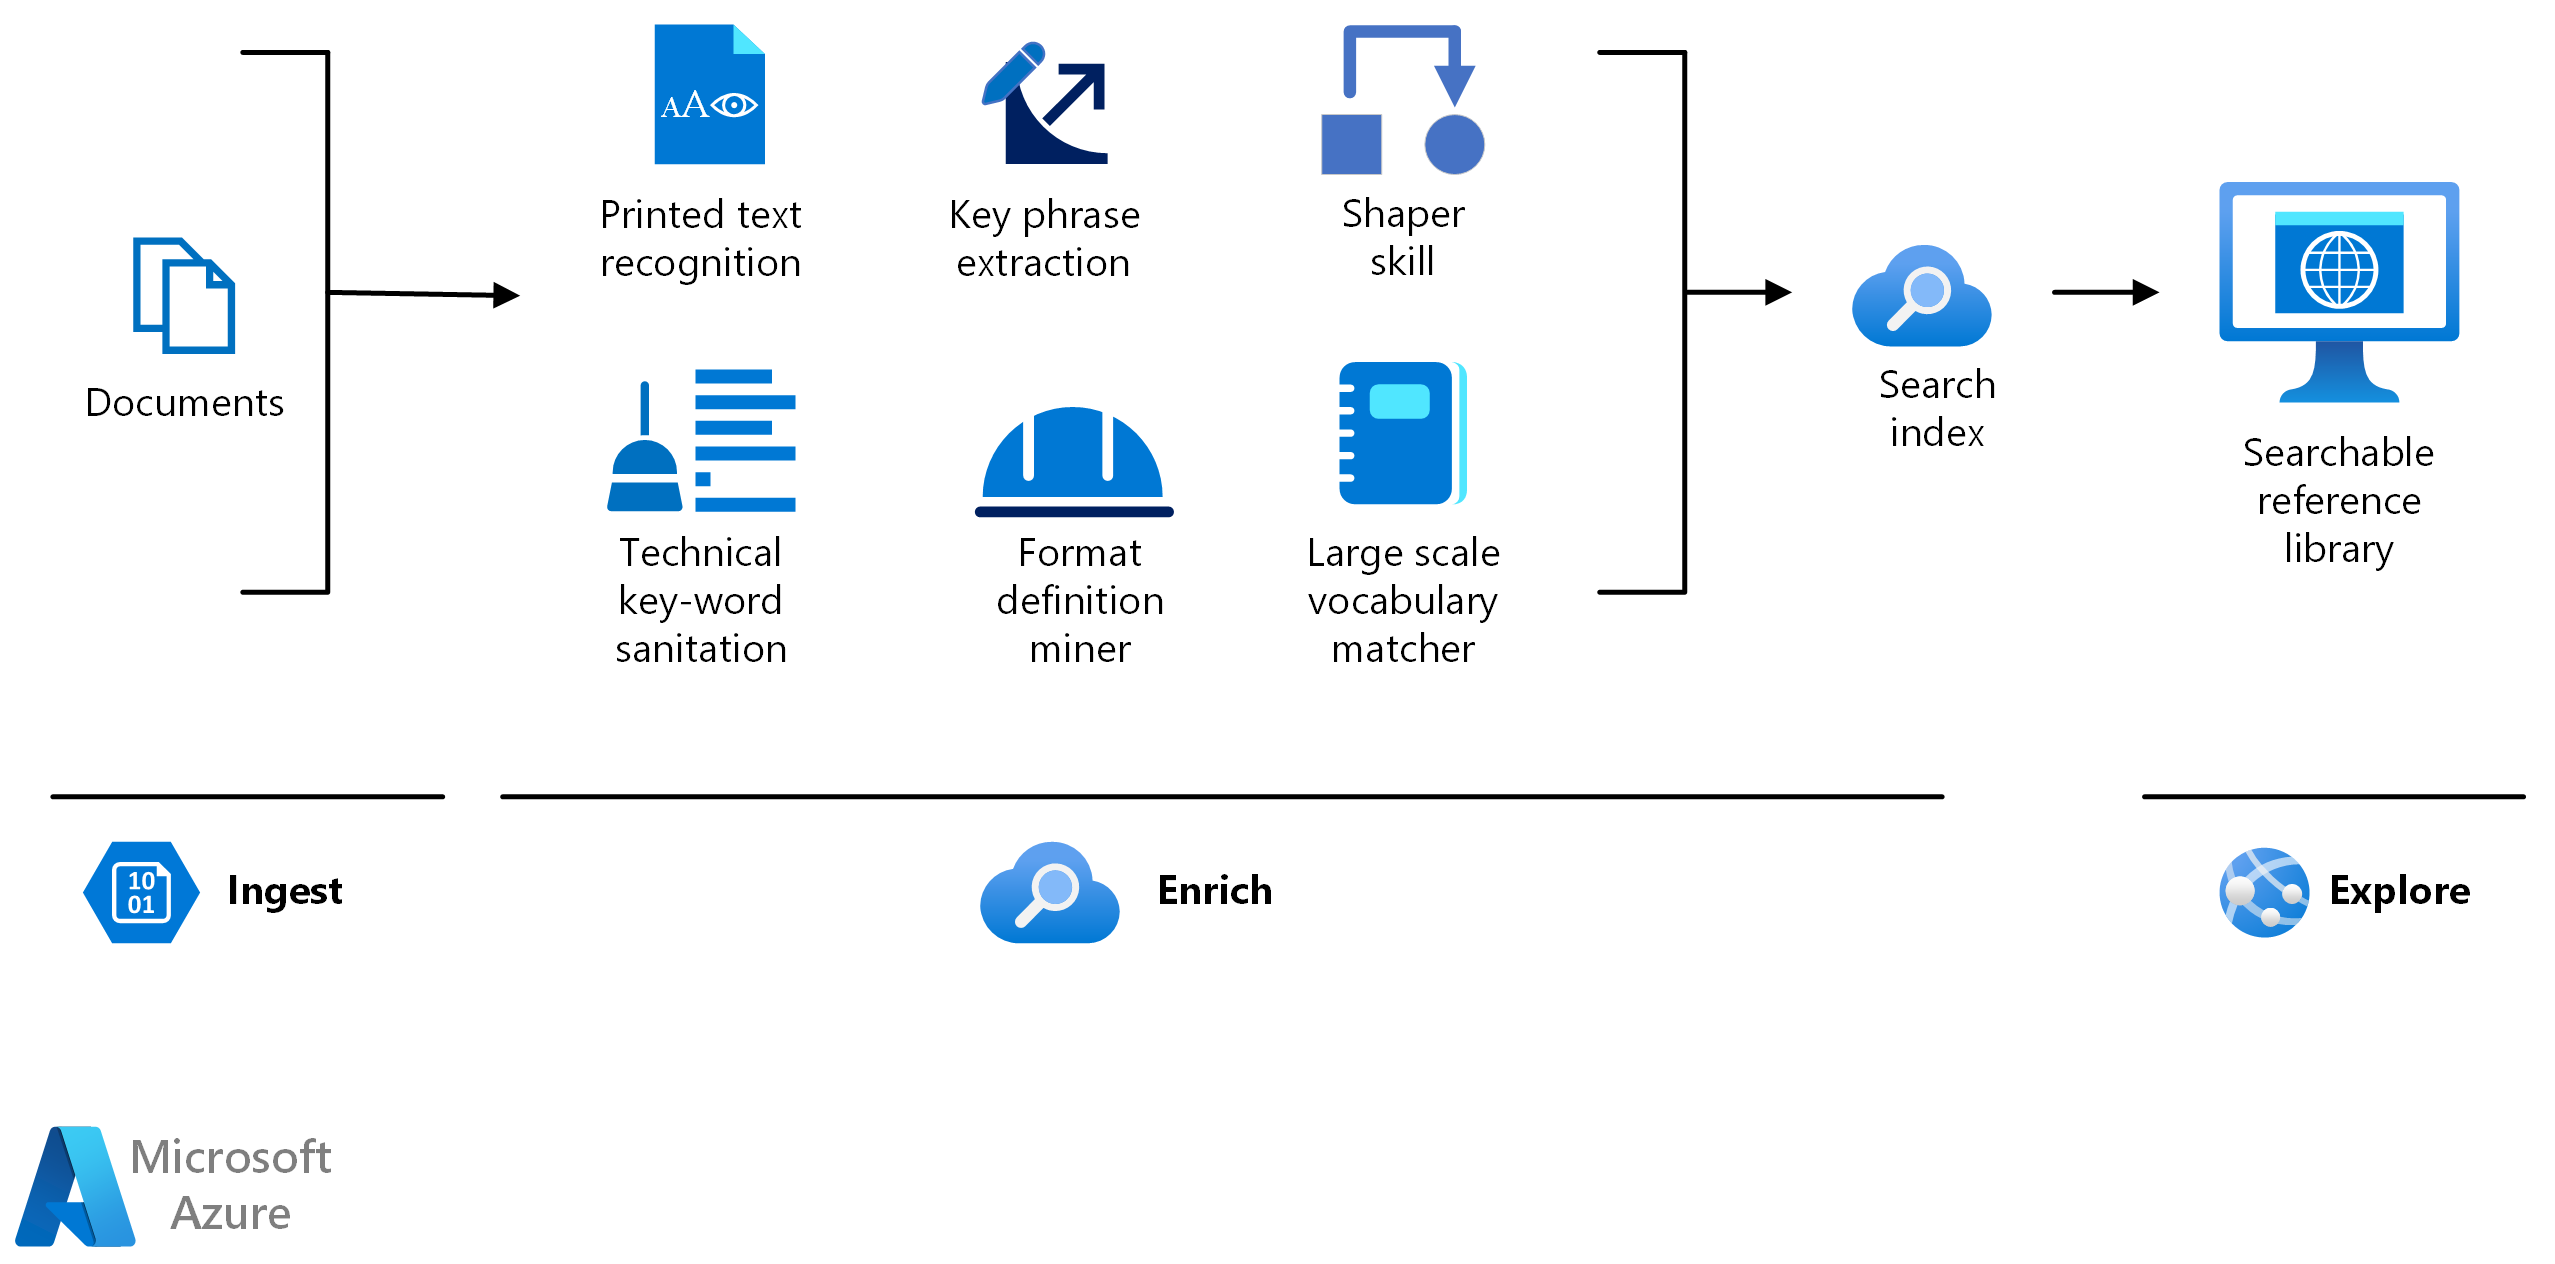 Documents
AA
Printed text
recognition
Key phrase
extraction
Shaper
skill
Technical
key-word
sanitation
Format
definition
miner
Large scale
vocabulary
matcher
Search
index
Searchable
reference
library
10
01
Ingest
Enrich
Explore
Microsoft
Azure